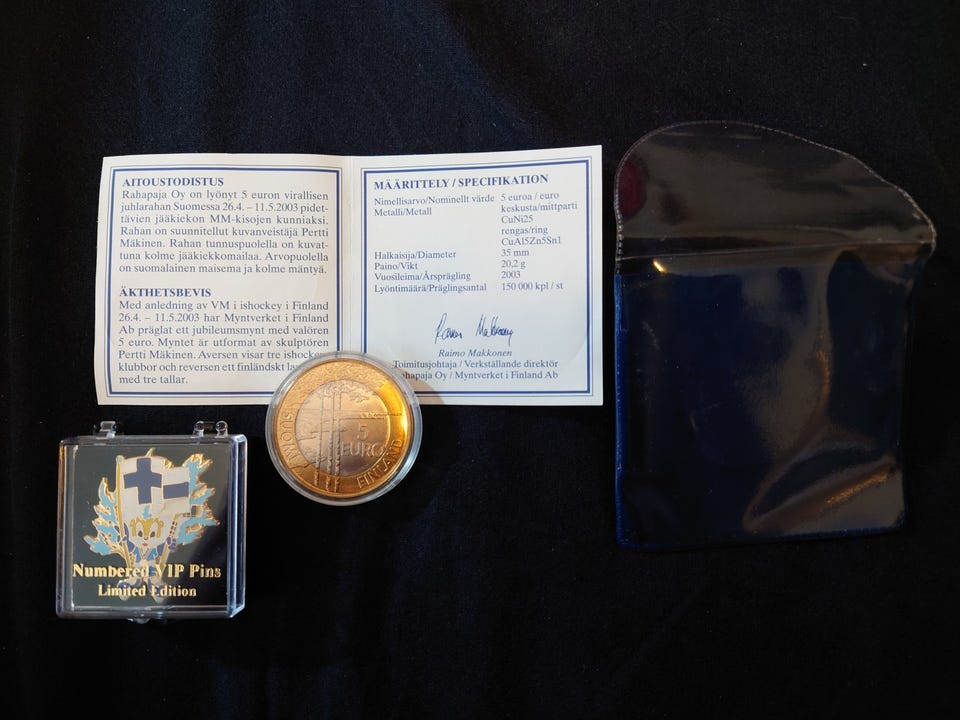 AITOUSTODISTUS
Rahapaja Oy on lyönyt 5 euron virallisen
juhlarahan Suomessa 26.4. – 11.5.2003 pidet-
tävien jääkiekon MM-kisojen kunniaksi.
Rahan on suunnitellut kuvanveistäjä Pertti
Mäkinen. Rahan tunnuspuolella on kuvat-
tuna kolme jääkiekkomailaa. Arvopuolella
on suomalainen maisema ja kolme mäntyä.
ÄKTHETSBEVIS
Med anledning av VM i ishockey i Finland
26.4. – 11.5.2003 har Myntverket i Finland
Ab präglat ett jubileumsmynt med valören
5 euro. Myntet är utformat av skulptören
Pertti Mäkinen. Aversen visar tre ishockey
klubbor och reversen ett finländskt
med tre tallar.
MÄÄRITTELY / SPECIFIKATION
Nimellisarvo/Nominellt värde 5 euroa / euro
Metalli/Metall keskusta/mittparti
CuNi25
rengas/ring
CuAl5Zn5Sn1
Halkaisija/Diameter 35 mm
Paino/Vikt 20,2 g
Vuosileima/Årsprägling 2003
Lyöntimäärä/Präglingsantal 150 000 kpl / st
Raimo Makkonen
Raimo Makkonen
Toimitusjohtaja / Verkställande direktör
Rahapaja Oy / Myntverket i Finland Ab
SUOMI
5
EURO
FINLAND
Numbered VIP Pins
Limited Edition